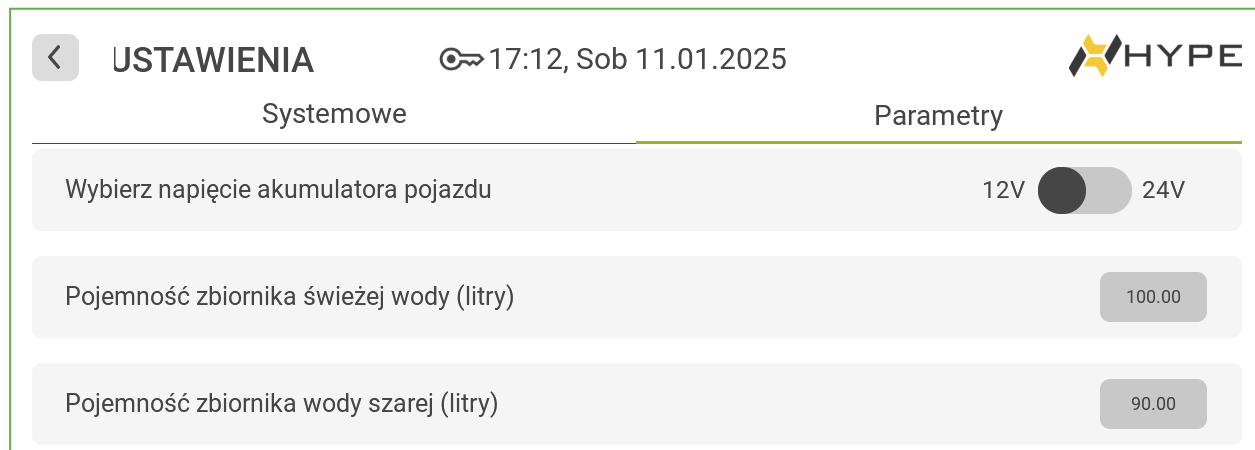 USTAWIENIA 17:12, Sob 11.01.2025 HYPE
Systemowe Parametry
Wybierz napięcie akumulatora pojazdu 12V 24V
Pojemność zbiornika świeżej wody (litry) 100.00
Pojemność zbiornika wody szarej (litry) 90.00